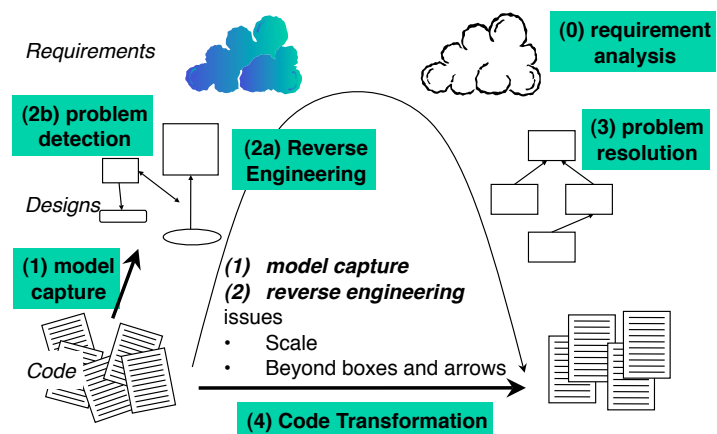 Requirements
(0) requirement
analysis
(2b) problem
detection
(2a) Reverse
Engineering
(3) problem
resolution
Designs
(1) model
capture
(1) model capture
(2) reverse engineering
issues
• Scale
• Beyond boxes and arrows
Code
(4) Code Transformation